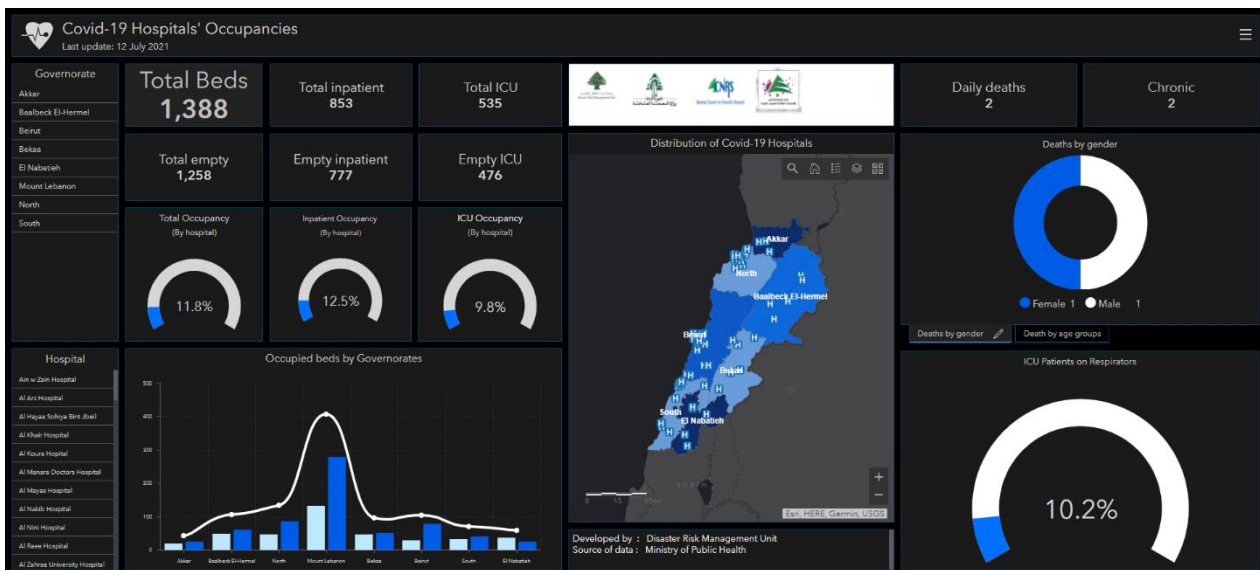 Covid-19 Hospitals' Occupancies
Last update: 12 July 2021
Governorate
Akkar
Baalbeck El-Hermel
Beirut
Bekaa
El Nabatieh
Mount Lebanon
North
South
Total Beds
1,388
Total inpatient
853
Total ICU
535
Total empty
1,258
Empty inpatient
777
Empty ICU
476
Total Occupancy
(By hospital)
11.8%
Inpatient Occupancy
(By hospital)
12.5%
ICU Occupancy
(By hospital)
9.8%
CNRS
Daily deaths
2
Chronic
2
Distribution of Covid-19 Hospitals
Akkar
North
Baalbeck El-Hermel
Beirut
Bekaa
South
El Nabatieh
Esri, HERE, Garmin, USGS
Developed by : Disaster Risk Management Unit
Source of data : Ministry of Public Health
Deaths by gender
Female 1 Male 1
Deaths by gender
Death by age groups
ICU Patients on Respirators
10.2%
Hospital
Ain w Zain Hospital
Al Arz Hospital
Al Hayaa Sohiya Bint Jbeil
Al Kheir Hospital
Al Koura Hopital
Al Manara Doctors Hospital
Al Mayas Hospital
Al Nakib Hospital
Al Nini Hospital
Al Raee Hospital
Al Zahraa University Hospital
Occupied beds by Governorates
500
400
300
200
100
0
Akkar Baalbeck El-Hermel North Mount Lebanon Bekaa Beirut South El Nabatieh